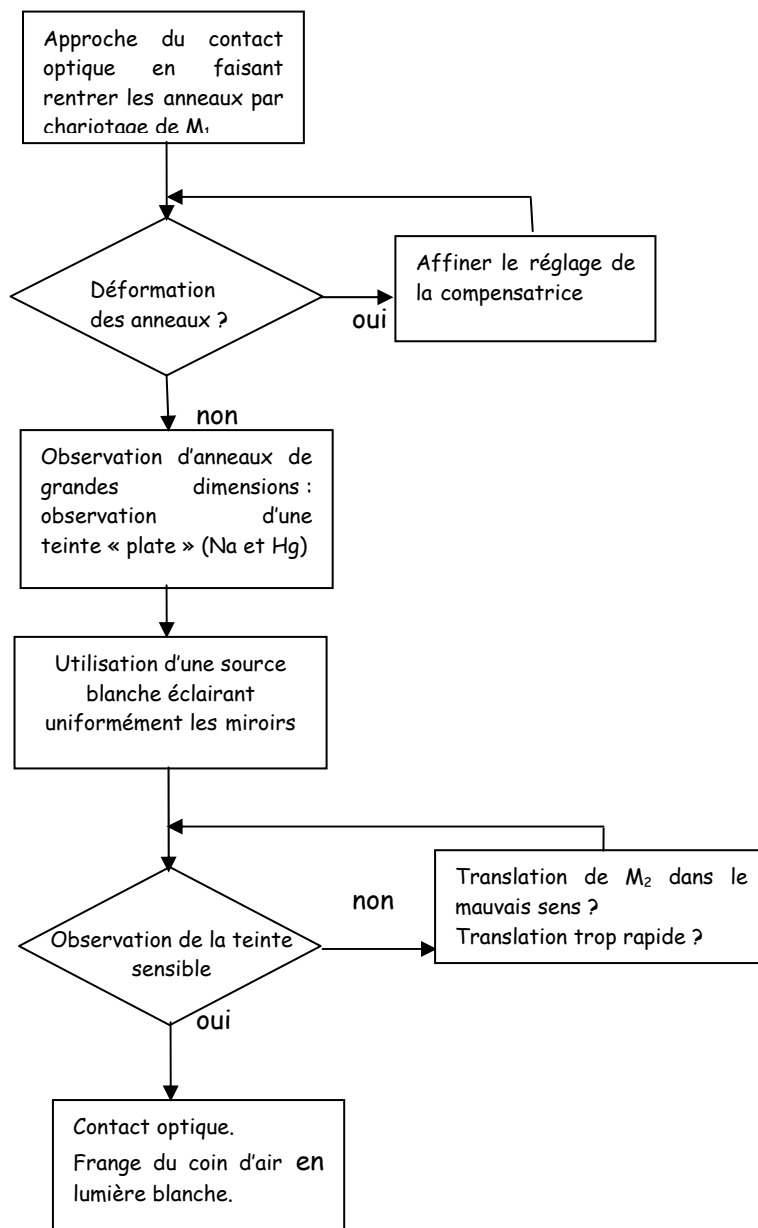 Approche du contact
optique en faisant
rentrer les anneaux par
chariotage de M₁
Déformation
des anneaux ?
oui
Affiner le réglage de
la compensatrice
non
Observation d'anneaux de
grandes dimensions :
observation d'une
teinte « plate » (Na et Hg)
Utilisation d'une source
blanche éclairant
uniformément les miroirs
Observation de la teinte
sensible
non
Translation de M₂ dans le
mauvais sens ?
Translation trop rapide ?
oui
Contact optique.
Frange du coin d'air en
lumière blanche.